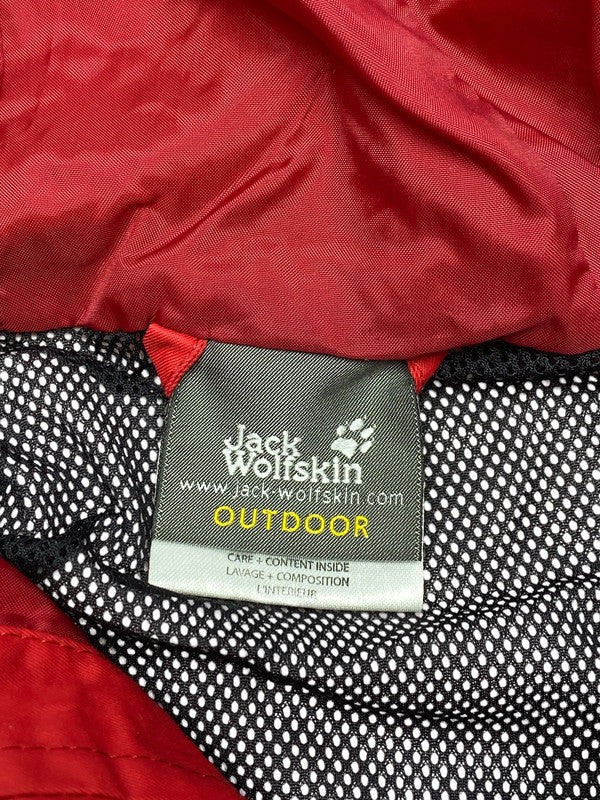 Jack
Wolfskin
www.jack-wolfskin.com
OUTDOOR
CARE + CONTENT INSIDE
LAVAGE + COMPOSITION
L'INTERIEUR